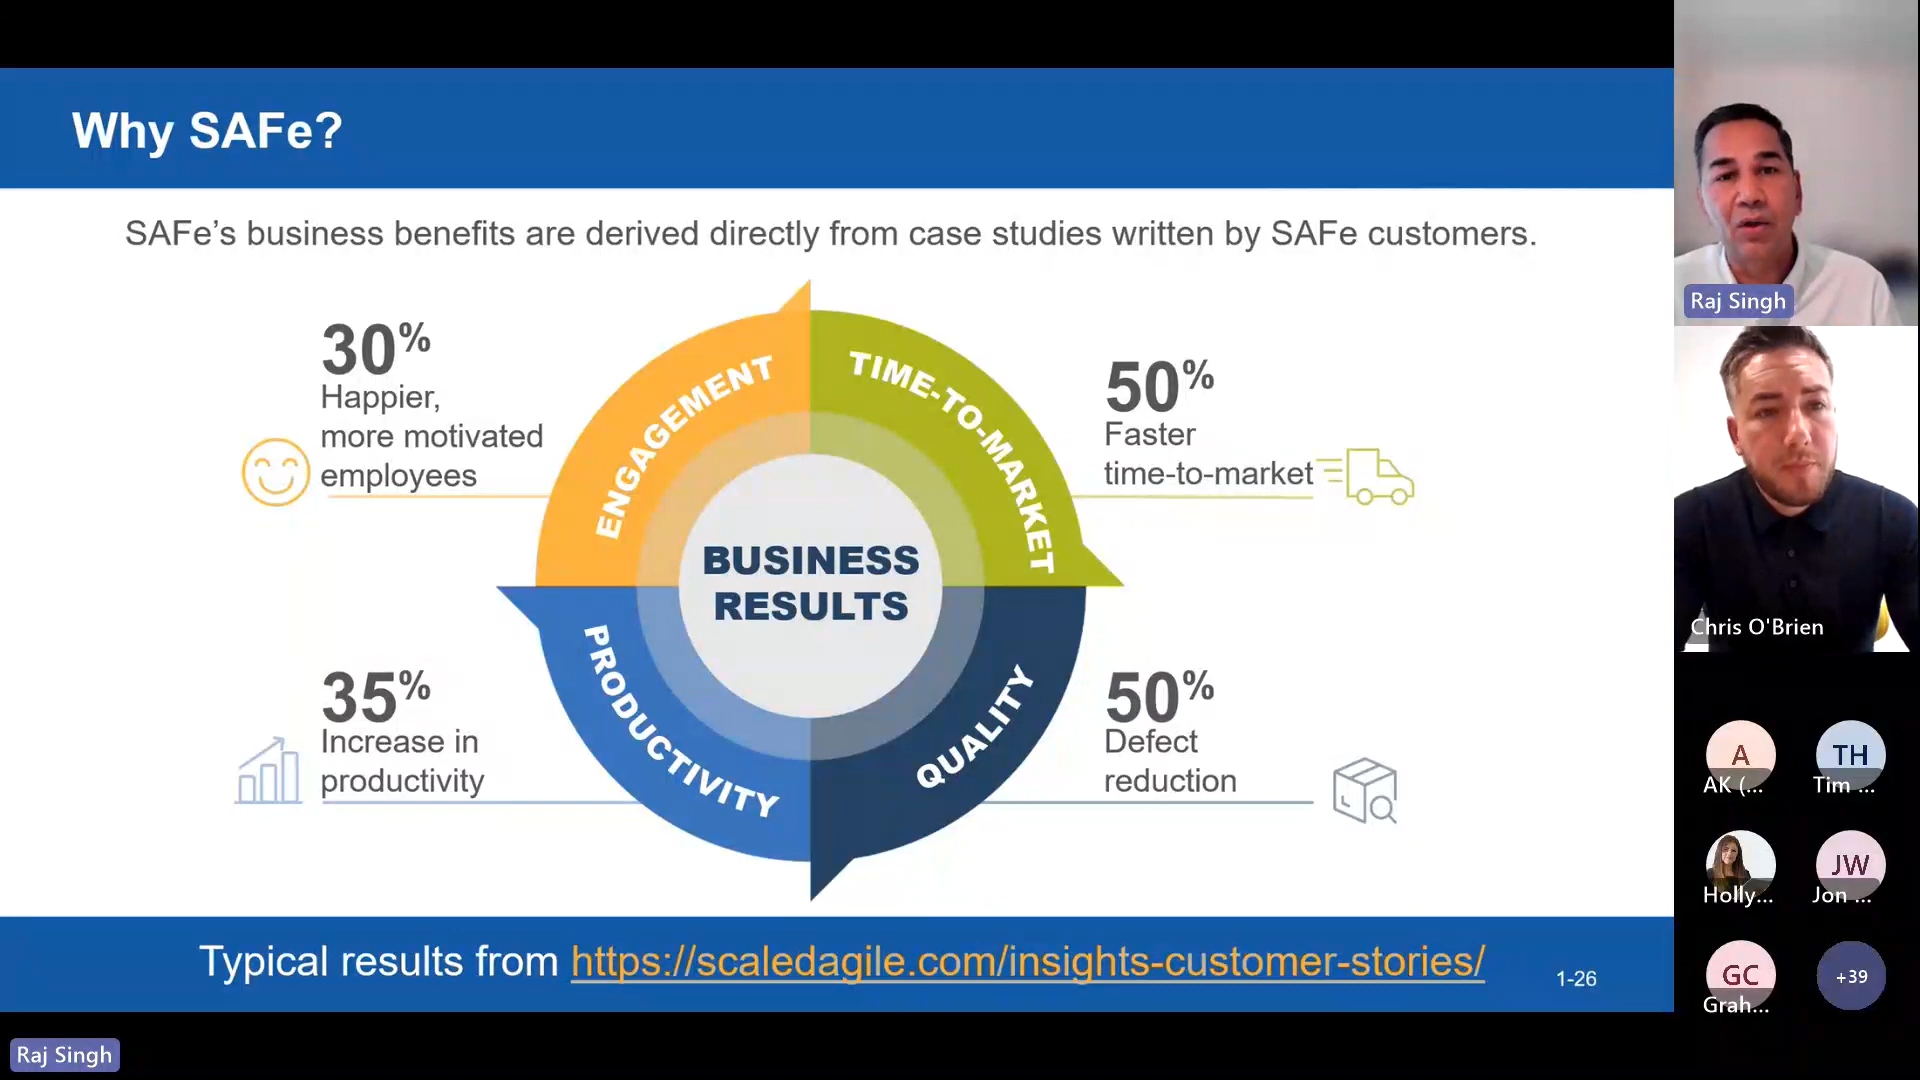 Why SAFe?
SAFe’s business benefits are derived directly from case studies written by SAFe customers.
30%
Happier,
more motivated
employees
ENGAGEMENT
TIME-TO-MARKET
50%
Faster
time-to-market
BUSINESS
RESULTS
35%
Increase in
productivity
PRODUCTIVITY
QUALITY
50%
Defect
reduction
Typical results from https://scaledagile.com/insights-customer-stories/
1-26
Raj Singh
Raj Singh
Chris O'Brien
A
AK (...
TH
Tim ...
Holly...
JW
Jon ...
GC
Grah...
+39